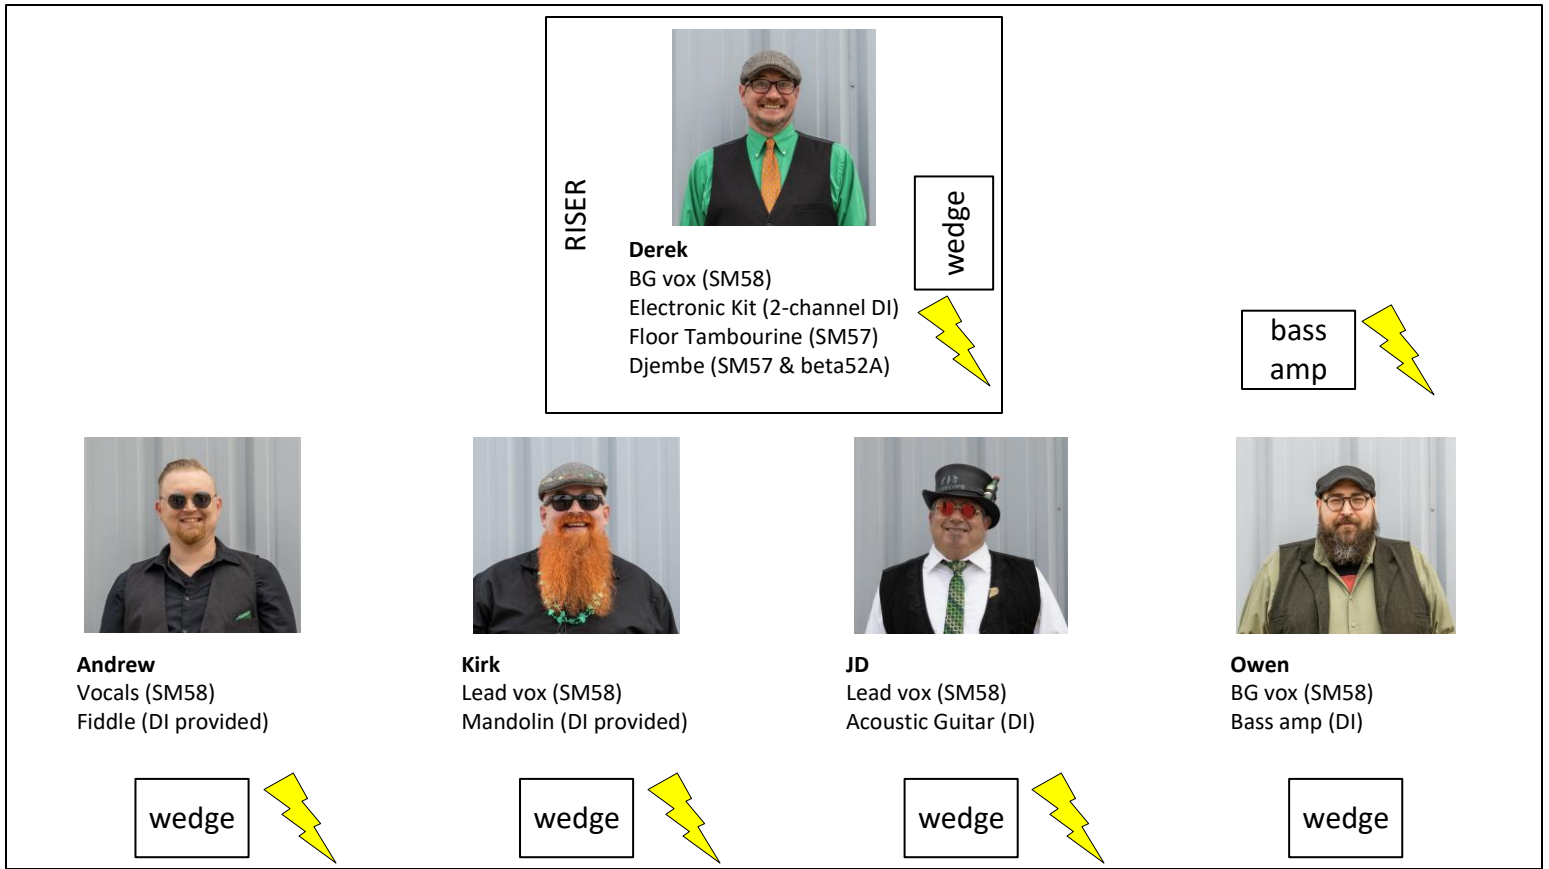 RISER
wedge
Derek
BG vox (SM58)
Electronic Kit (2-channel DI)
Floor Tambourine (SM57)
Djembe (SM57 & beta52A)
bass
amp
Andrew
Vocals (SM58)
Fiddle (DI provided)
Kirk
Lead vox (SM58)
Mandolin (DI provided)
JD
Lead vox (SM58)
Acoustic Guitar (DI)
Owen
BG vox (SM58)
Bass amp (DI)
wedge
wedge
wedge
wedge